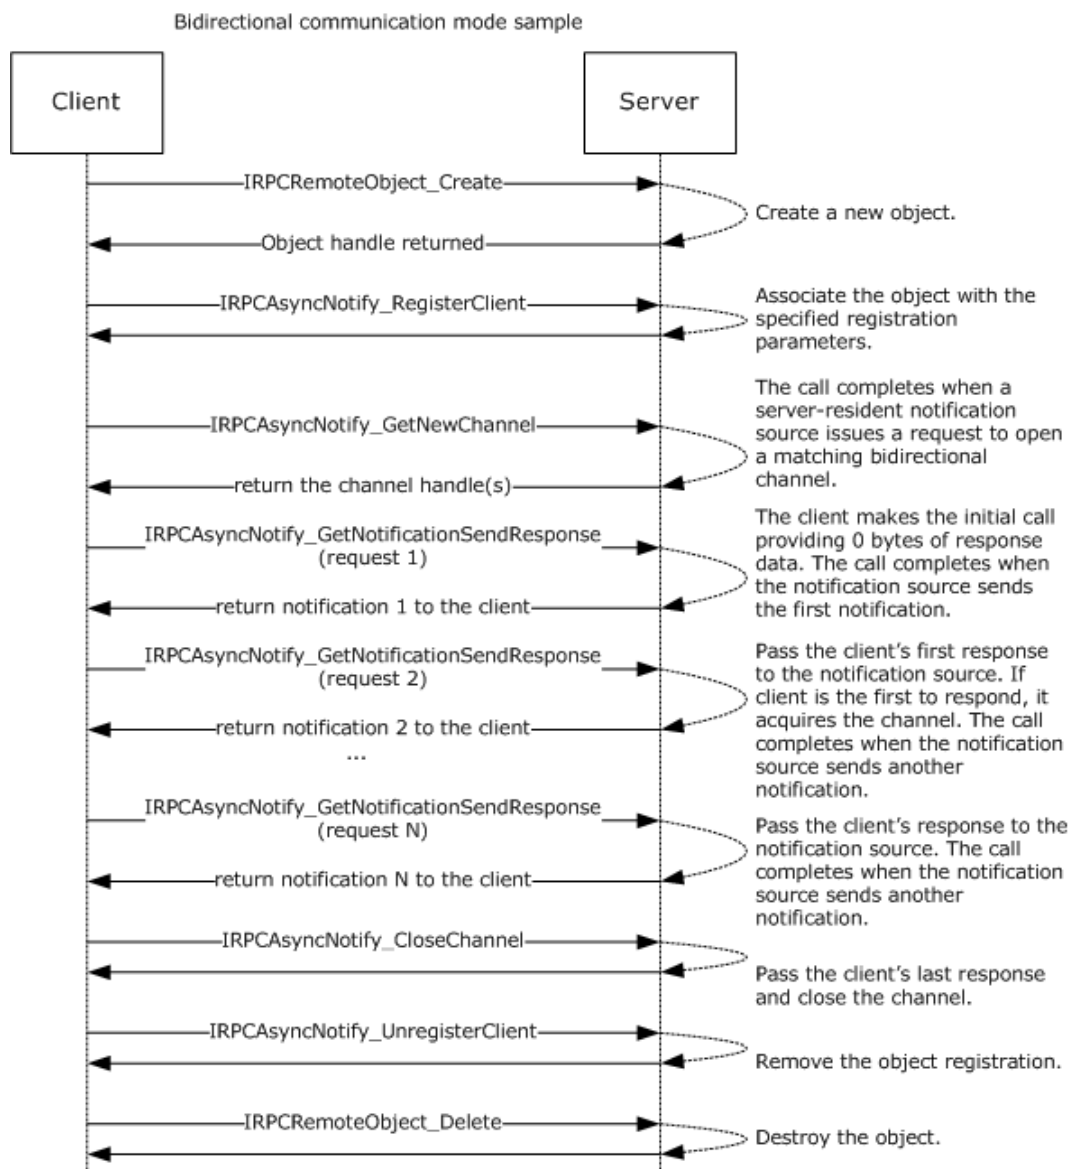 Bidirectional communication mode sample
Client
Server
IRPCRemoteObject_Create
Create a new object.
Object handle returned
IRPCAsyncNotify_RegisterClient
Associate the object with the
specified registration
parameters.
The call completes when a
server-resident notification
source issues a request to open
a matching bidirectional
channel.
IRPCAsyncNotify_GetNewChannel
return the channel handle(s)
IRPCAsyncNotify_GetNotificationSendResponse
(request 1)
The client makes the initial call
providing 0 bytes of response
data. The call completes when
the notification source sends
the first notification.
return notification 1 to the client
IRPCAsyncNotify_GetNotificationSendResponse
(request 2)
Pass the client's first response
to the notification source. If
client is the first to respond, it
acquires the channel. The call
completes when the notification
source sends another
notification.
return notification 2 to the client
...
IRPCAsyncNotify_GetNotificationSendResponse
(request N)
Pass the client's response to the
notification source. The call
completes when the notification
source sends another
notification.
return notification N to the client
IRPCAsyncNotify_CloseChannel
Pass the client's last response
and close the channel.
IRPCAsyncNotify_UnregisterClient
Remove the object registration.
IRPCRemoteObject_Delete
Destroy the object.